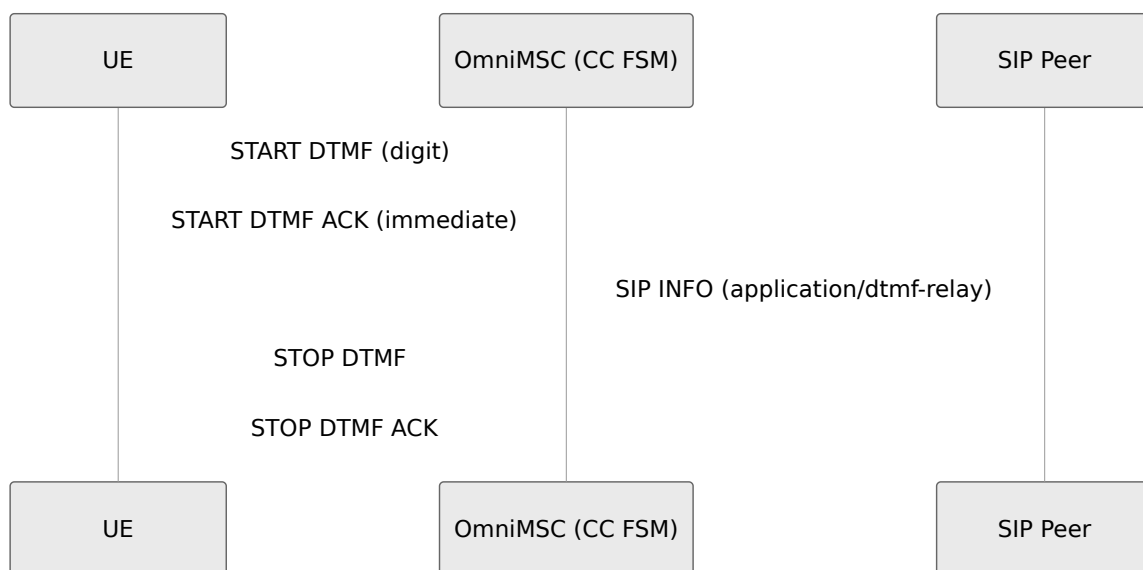 UE
OmniMSC (CC FSM)
SIP Peer
START DTMF (digit)
START DTMF ACK (immediate)
SIP INFO (application/dtmf-relay)
STOP DTMF
STOP DTMF ACK
UE
OmniMSC (CC FSM)
SIP Peer